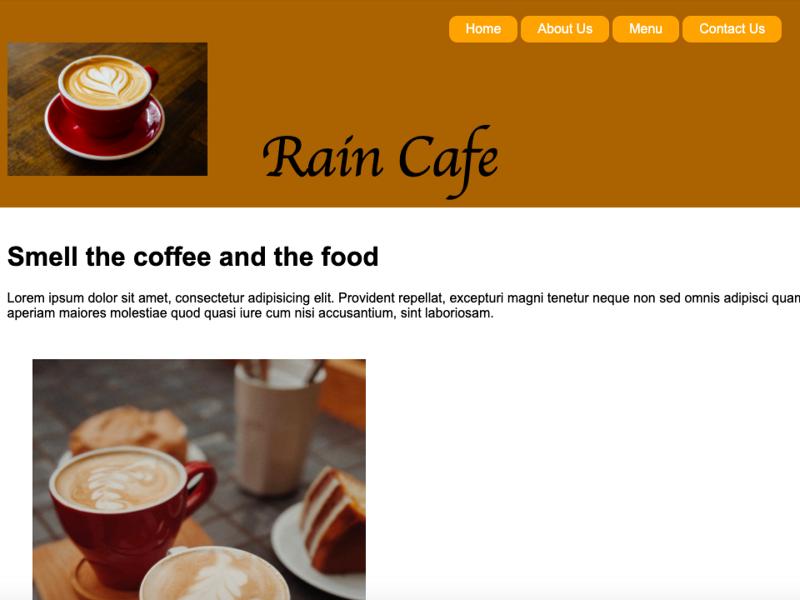 Home
About Us
Menu
Contact Us
Rain Cafe
Smell the coffee and the food
Lorem ipsum dolor sit amet, consectetur adipisicing elit. Provident repellat, excepturi magni tenetur neque non sed omnis adipisci quan
aperiam maiores molestiae quod quasi iure cum nisi accusantium, sint laboriosam.